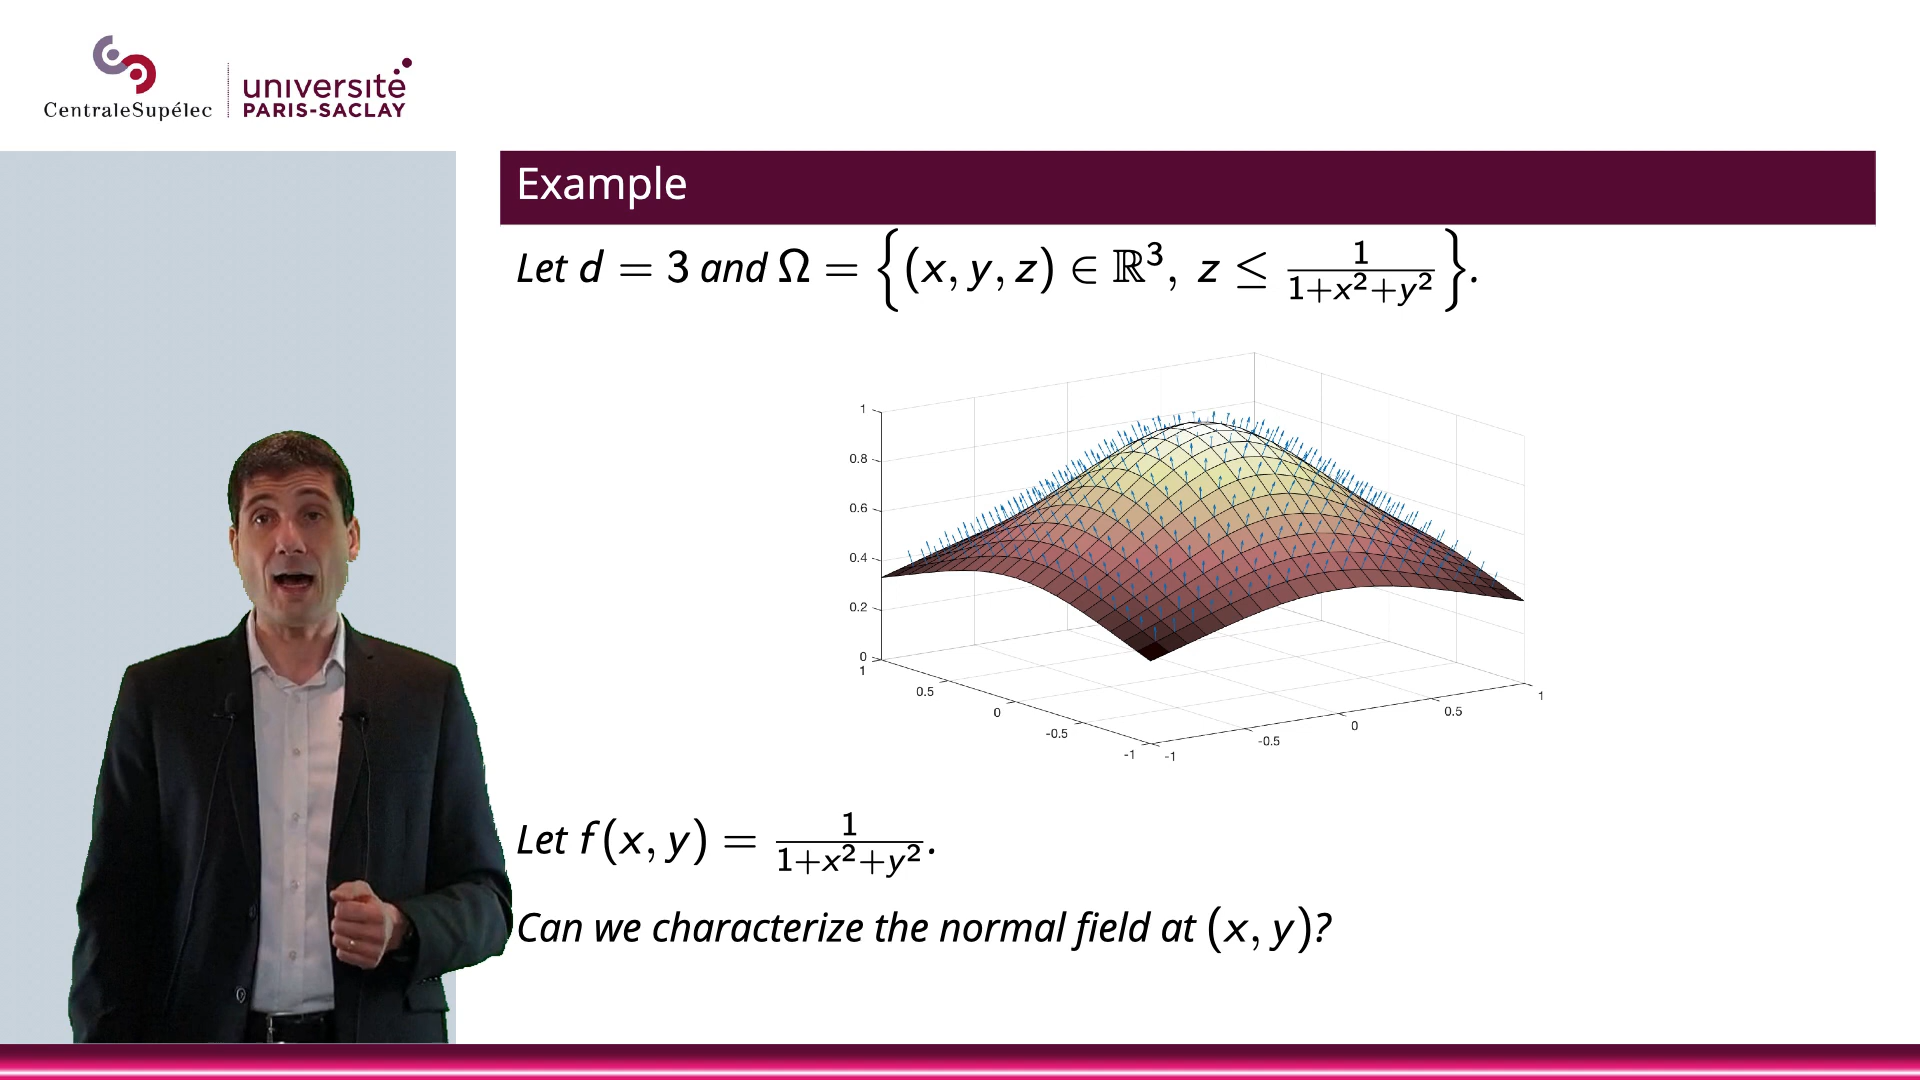 CentraleSupélec
université
PARIS-SACLAY
Example
Let d = 3 and Ω = {(x, y, z) ∈ ℝ³, z ≤ 1/(1+x²+y²)}.
1
0.8
0.6
0.4
0.2
0
1
0.5
0
-0.5
-1
-1
-0.5
0
0.5
1
Let f(x, y) = 1/(1+x²+y²).
Can we characterize the normal field at (x, y)?